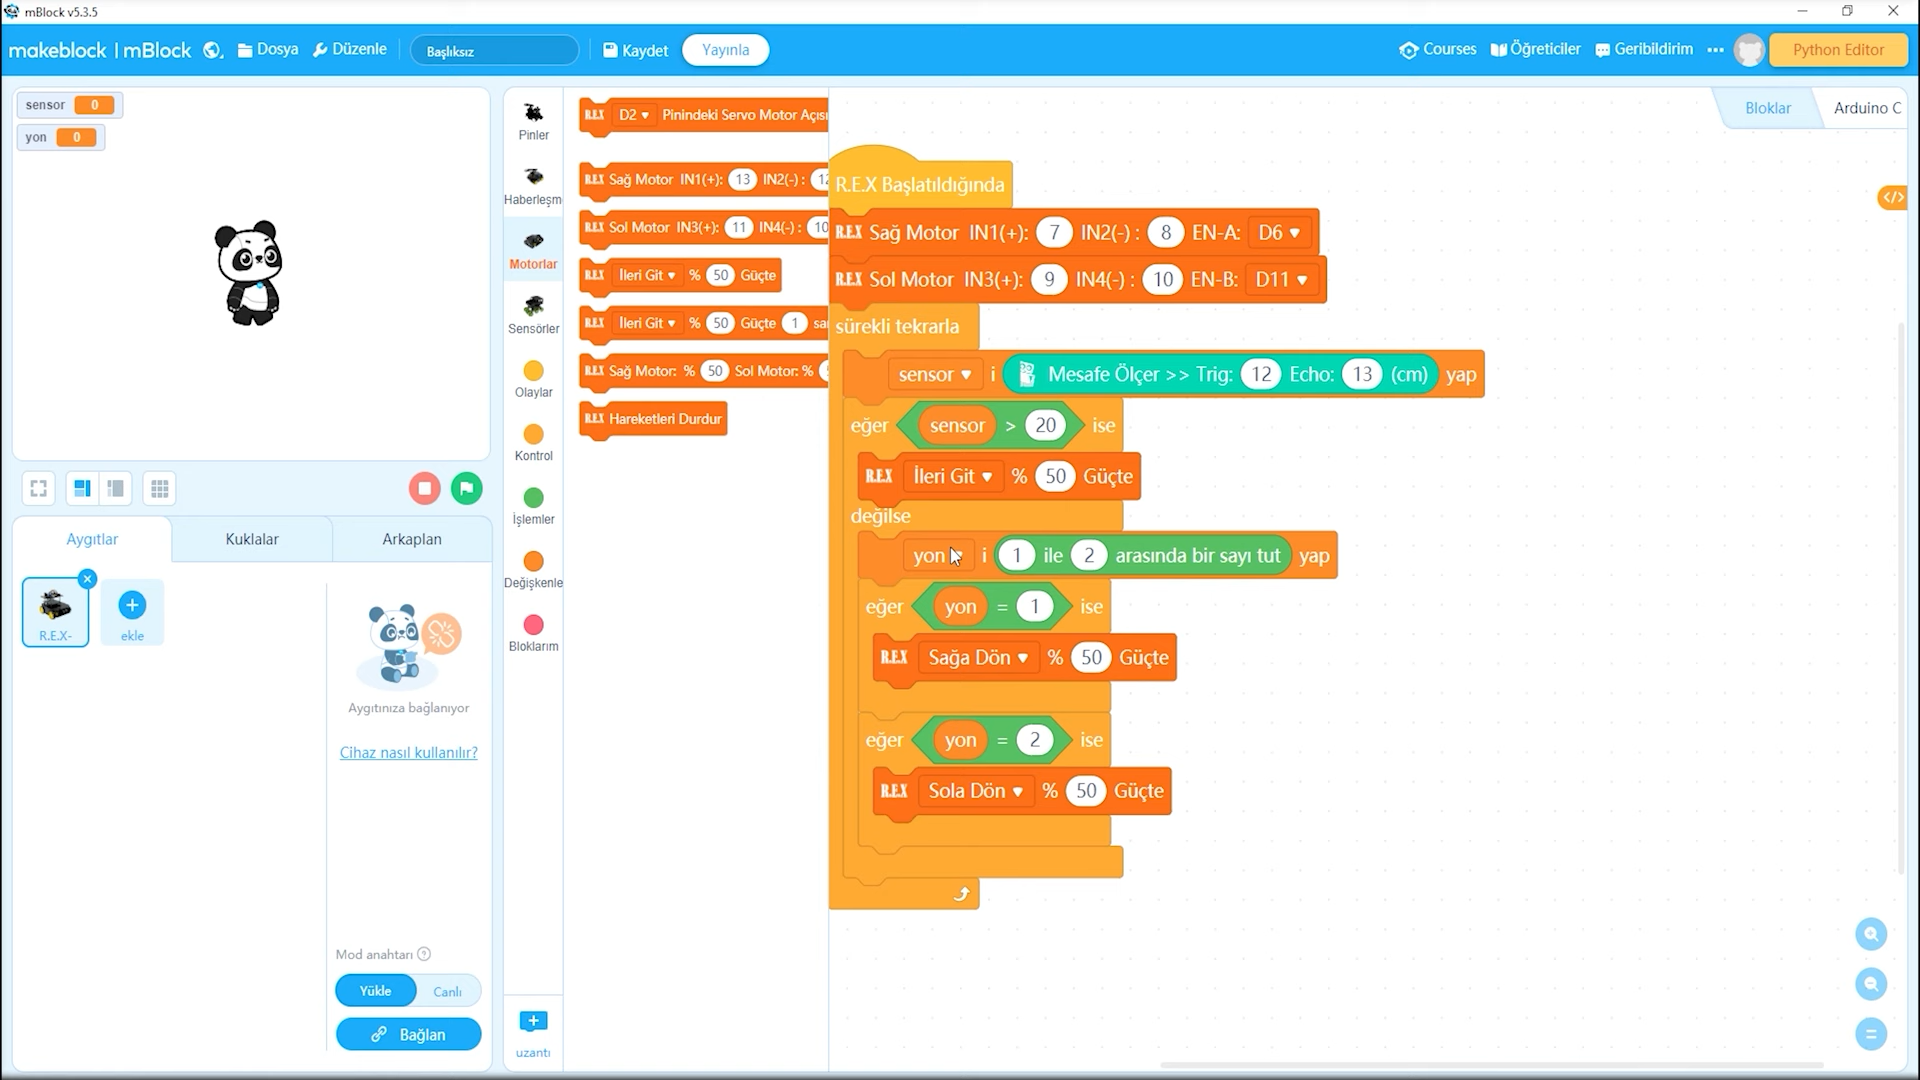 mBlock v5.3.5
makeblock | mBlock Dosya Düzenle Başlıksız Kaydet Yayınla Courses Öğreticiler Geribildirim Python Editor
sensor 0
yon 0
Aygıtlar Kuklalar Arkaplan
R.E.X-
ekle
Aygıtınıza bağlanıyor
Cihaz nasıl kullanılır?
Mod anahtarı
Yükle Canlı
Bağlan
Pinler
Haberleşm
Motorlar
Sensörler
Olaylar
Kontrol
İşlemler
Değişkenle
Bloklarım
uzantı
R.E.X D2 Pinindeki Servo Motor Açısı
R.E.X Sağ Motor IN1(+): 13 IN2(-) : 12
R.E.X Sol Motor IN3(+): 11 IN4(-) : 10
R.E.X İleri Git % 50 Güçte
R.E.X İleri Git % 50 Güçte 1 san
R.E.X Sağ Motor: % 50 Sol Motor: %
R.E.X Hareketleri Durdur
Bloklar Arduino C
R.E.X Başlatıldığında
R.E.X Sağ Motor IN1(+): 7 IN2(-) : 8 EN-A: D6
R.E.X Sol Motor IN3(+): 9 IN4(-) : 10 EN-B: D11
sürekli tekrarla
sensor i Mesafe Ölçer >> Trig: 12 Echo: 13 (cm) yap
eğer sensor > 20 ise
R.E.X İleri Git % 50 Güçte
değilse
yon i 1 ile 2 arasında bir sayı tut yap
eğer yon = 1 ise
R.E.X Sağa Dön % 50 Güçte
eğer yon = 2 ise
R.E.X Sola Dön % 50 Güçte